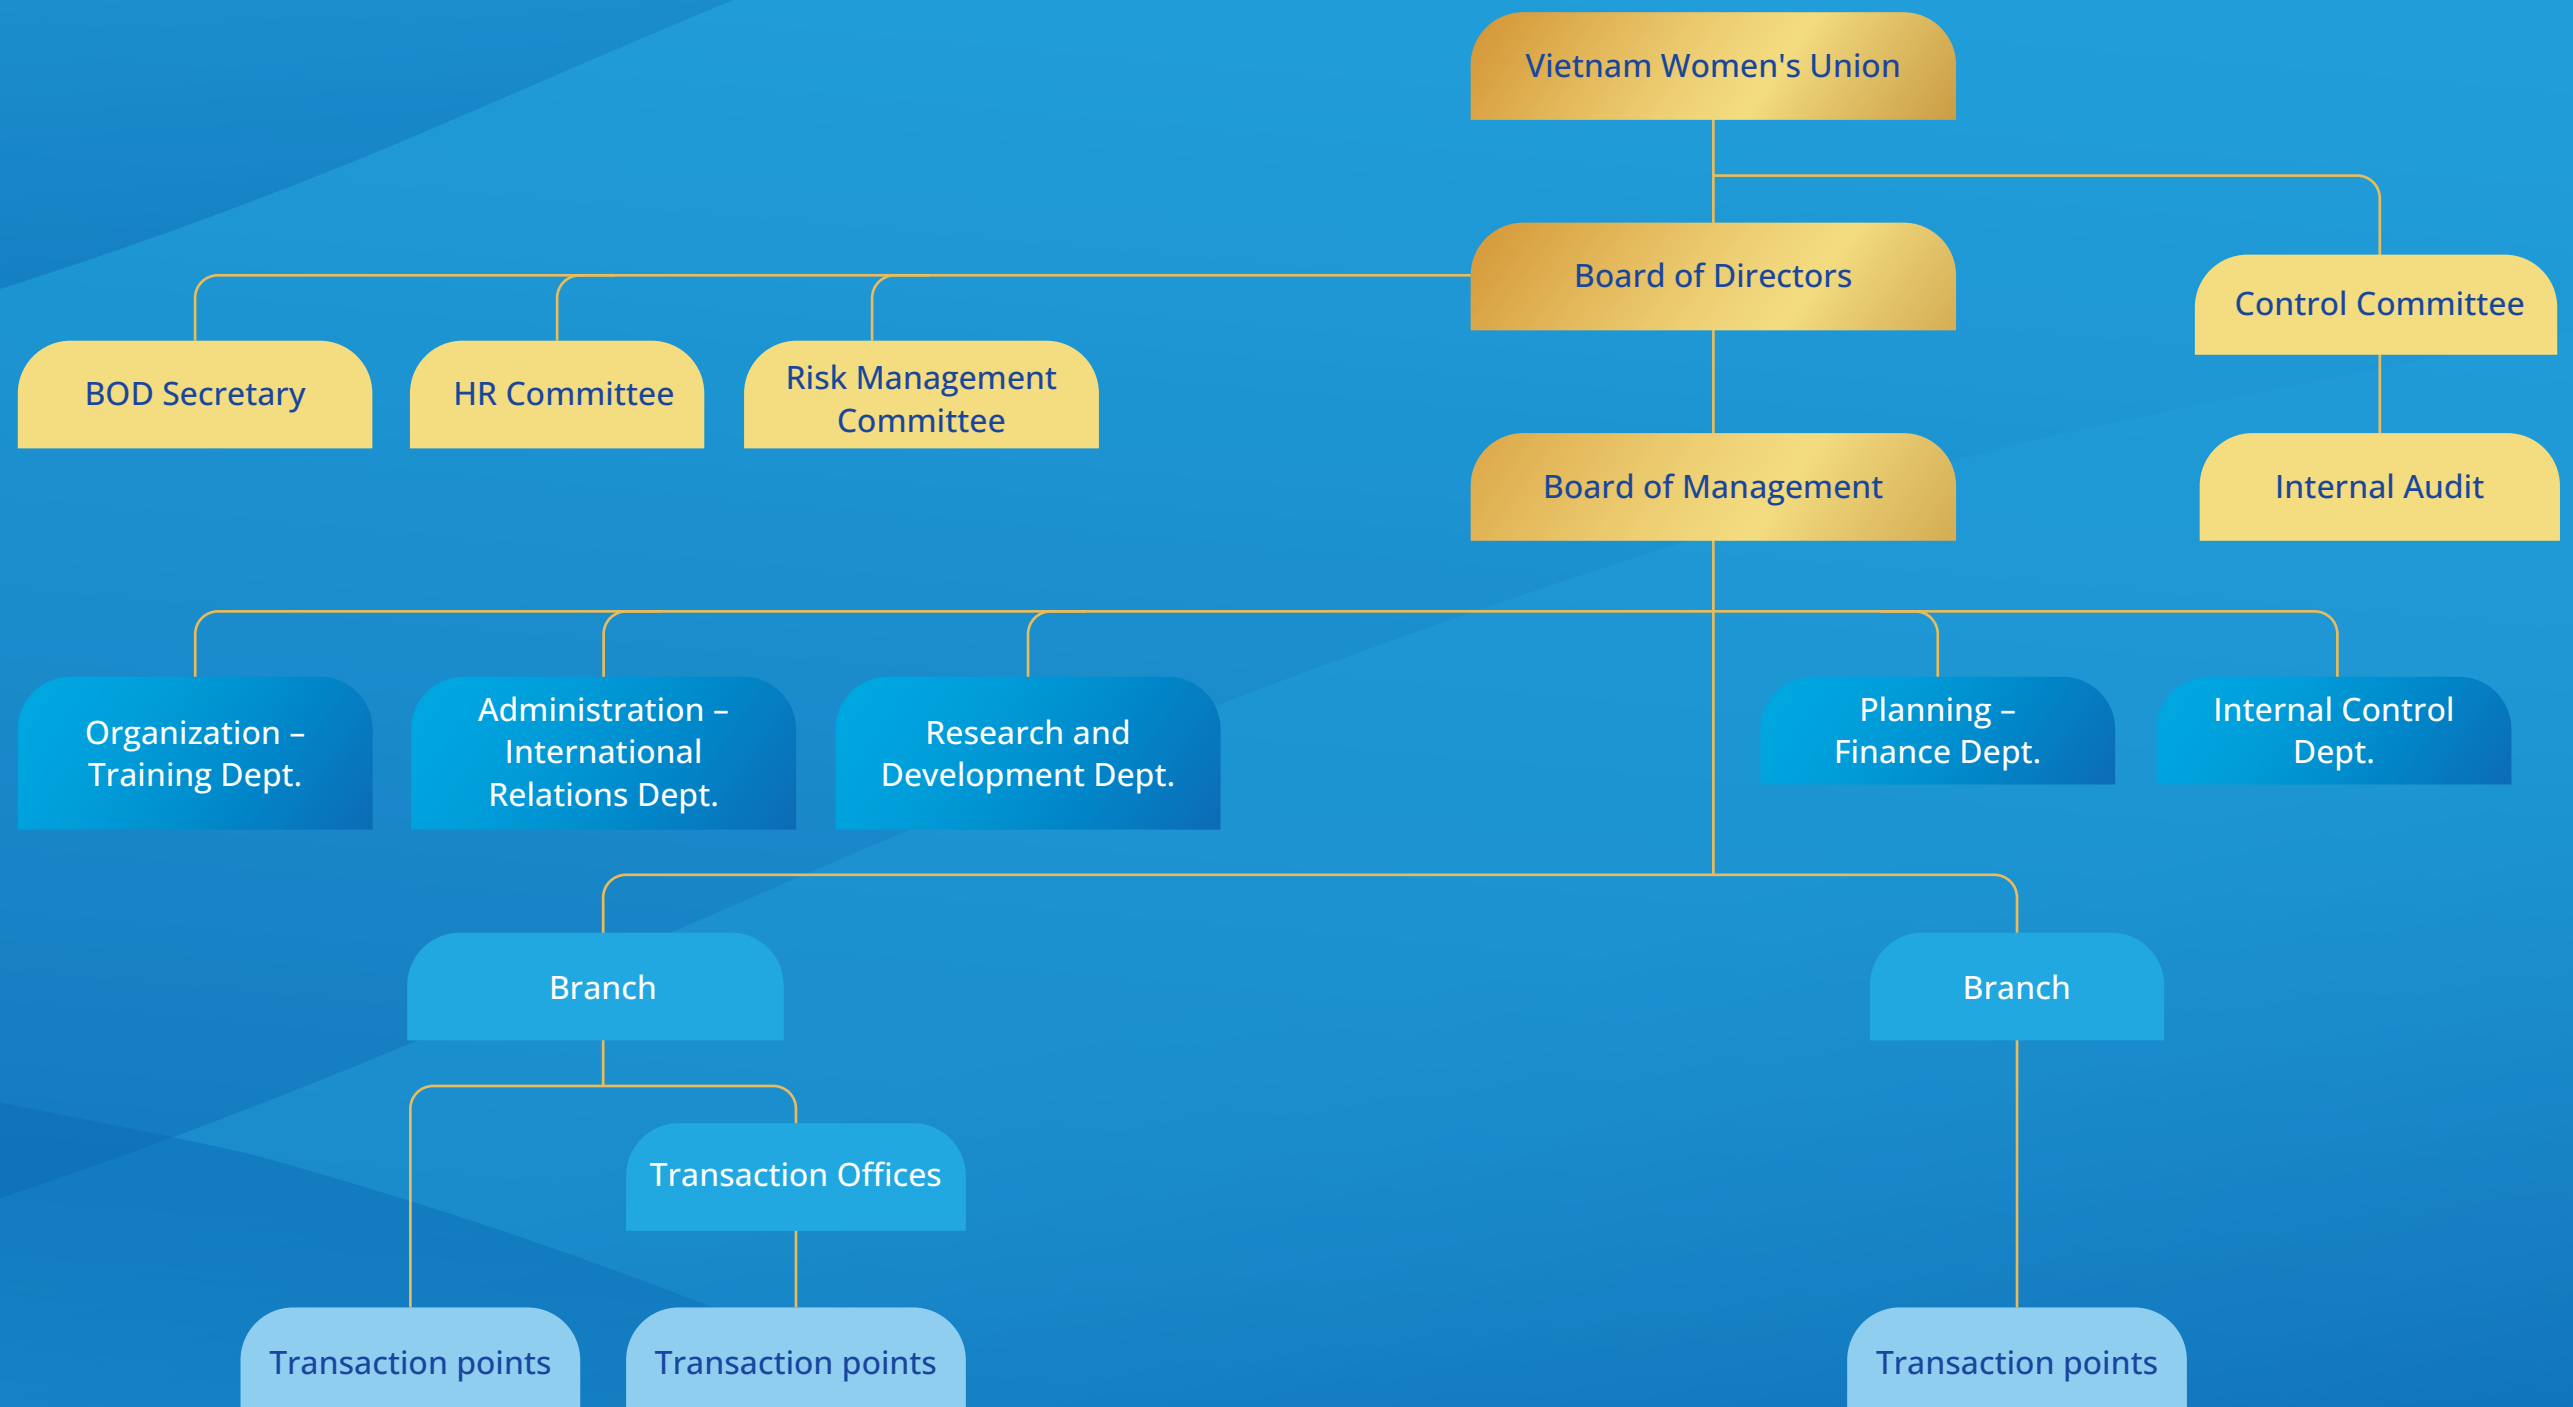 Vietnam Women's Union
Board of Directors
Control Committee
BOD Secretary
HR Committee
Risk Management
Committee
Board of Management
Internal Audit
Organization –
Training Dept.
Administration –
International
Relations Dept.
Research and
Development Dept.
Planning –
Finance Dept.
Internal Control
Dept.
Branch
Branch
Transaction Offices
Transaction points
Transaction points
Transaction points